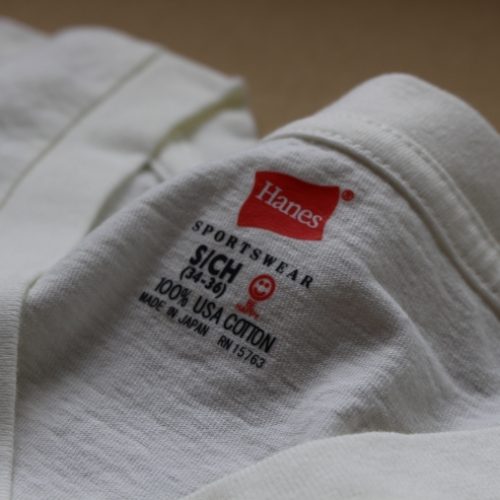 Hanes®
SPORTSWEAR
S/CH
(34-36)
100% USA COTTON
MADE IN JAPAN RN 15763